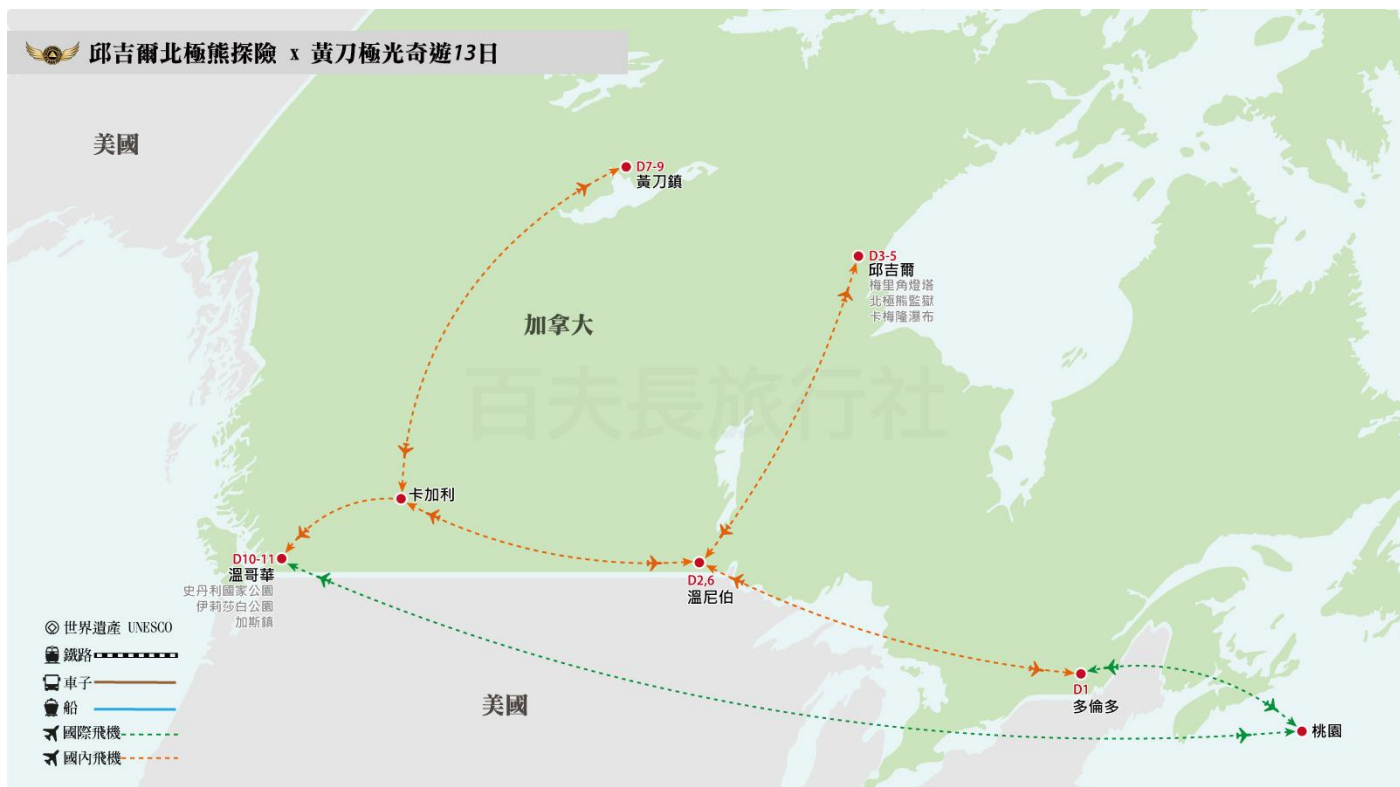 邱吉爾北極熊探險 x 黃刀極光奇遊13日
美國
D7-9
黃刀鎮
D3-5
邱吉爾
梅里角燈塔
北極熊監獄
卡梅隆瀑布
加拿大
百夫長旅行社
卡加利
D10-11
溫哥華
史丹利國家公園
伊莉莎白公園
加斯鎮
D2,6
溫尼伯
D1
多倫多
桃園
美國
世界遺產 UNESCO
鐵路
車子
船
國際飛機
國內飛機